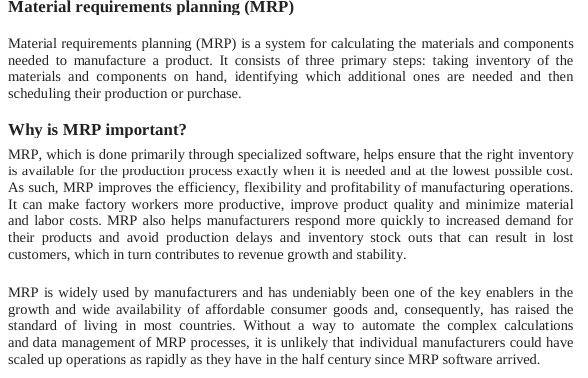 Material requirements planning (MRP)
Material requirements planning (MRP) is a system for calculating the materials and components
needed to manufacture a product. It consists of three primary steps: taking inventory of the
materials and components on hand, identifying which additional ones are needed and then
scheduling their production or purchase.
Why is MRP important?
MRP, which is done primarily through specialized software, helps ensure that the right inventory
is available for the production process exactly when it is needed and at the lowest possible cost.
As such, MRP improves the efficiency, flexibility and profitability of manufacturing operations.
It can make factory workers more productive, improve product quality and minimize material
and labor costs. MRP also helps manufacturers respond more quickly to increased demand for
their products and avoid production delays and inventory stock outs that can result in lost
customers, which in turn contributes to revenue growth and stability.
MRP is widely used by manufacturers and has undeniably been one of the key enablers in the
growth and wide availability of affordable consumer goods and, consequently, has raised the
standard of living in most countries. Without a way to automate the complex calculations
and data management of MRP processes, it is unlikely that individual manufacturers could have
scaled up operations as rapidly as they have in the half century since MRP software arrived.